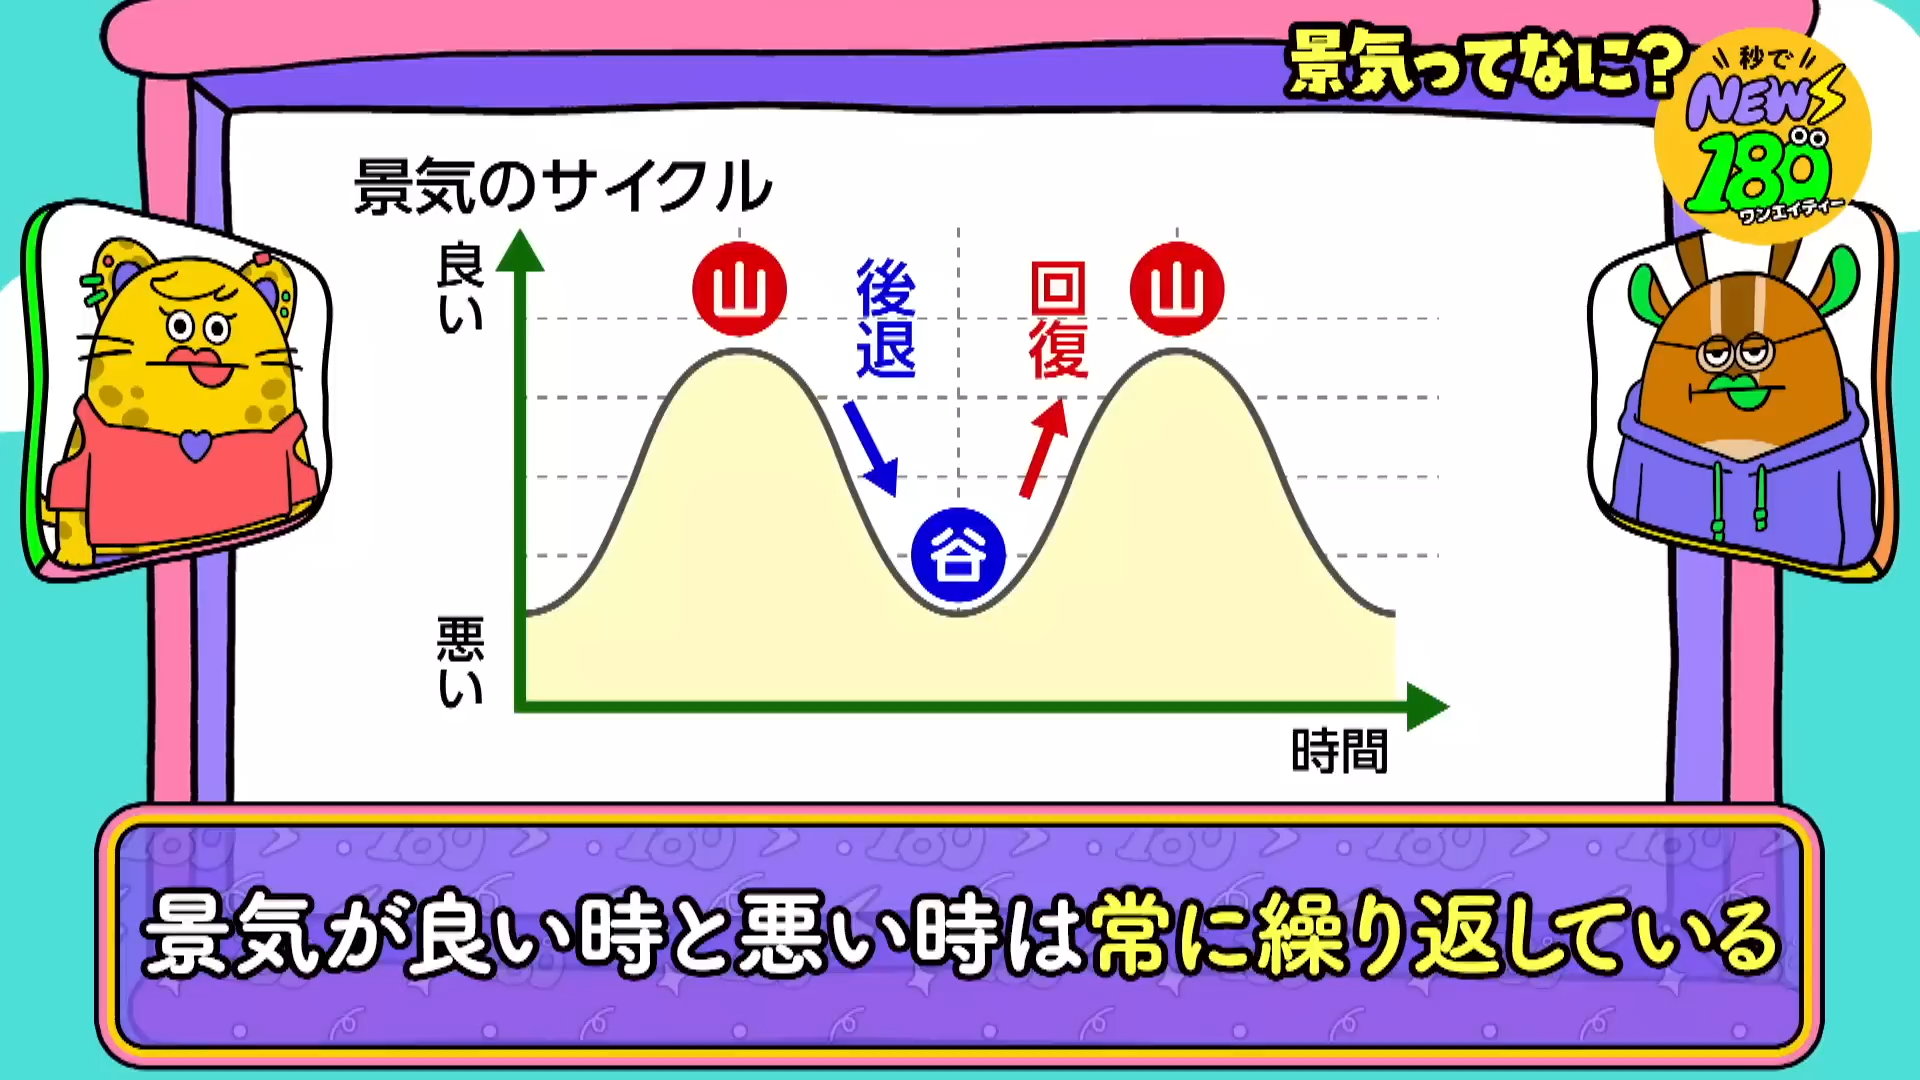 景気ってなに?
秒で
NEWS
180
ワンエイティー
景気のサイクル
良い
山
後退
回復
山
谷
悪い
時間
景気が良い時と悪い時は常に繰り返している